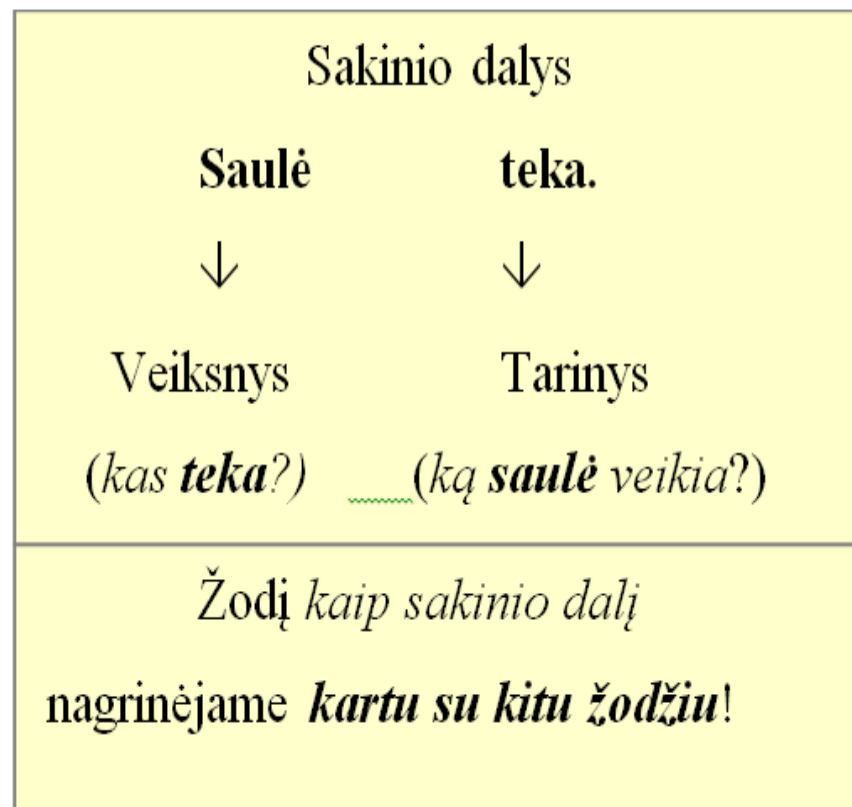 Sakinio dalys
Saulė teka.
↓ ↓
Veiksnys Tarinys
(kas teka?) (ką saulė veikia?)
Žodį kaip sakinio dalį
nagrinėjame kartu su kitu žodžiu!